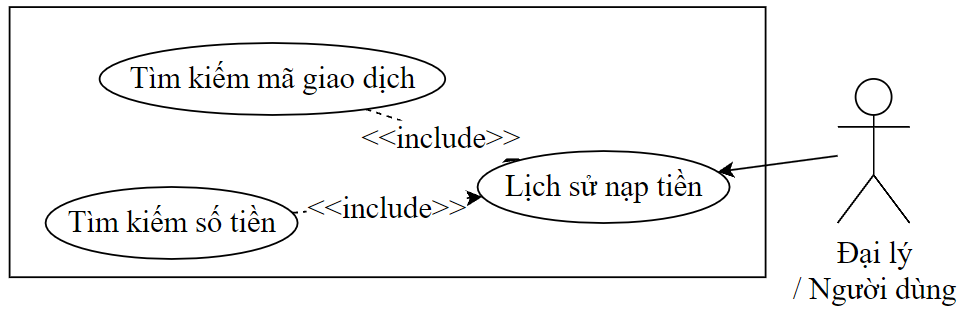 Tìm kiếm mã giao dịch
<<include>>
Lịch sử nạp tiền
Tìm kiếm số tiền
<<include>>
Đại lý
/ Người dùng